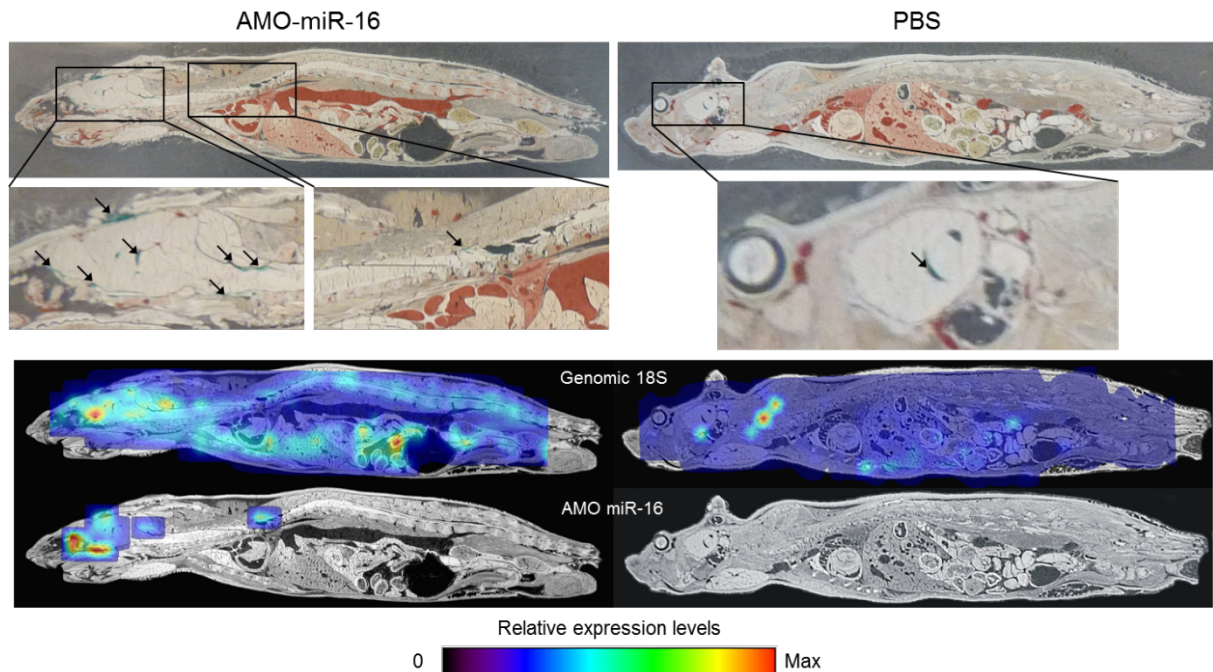 AMO-miR-16
PBS
Genomic 18S
AMO miR-16
Relative expression levels
0
Max